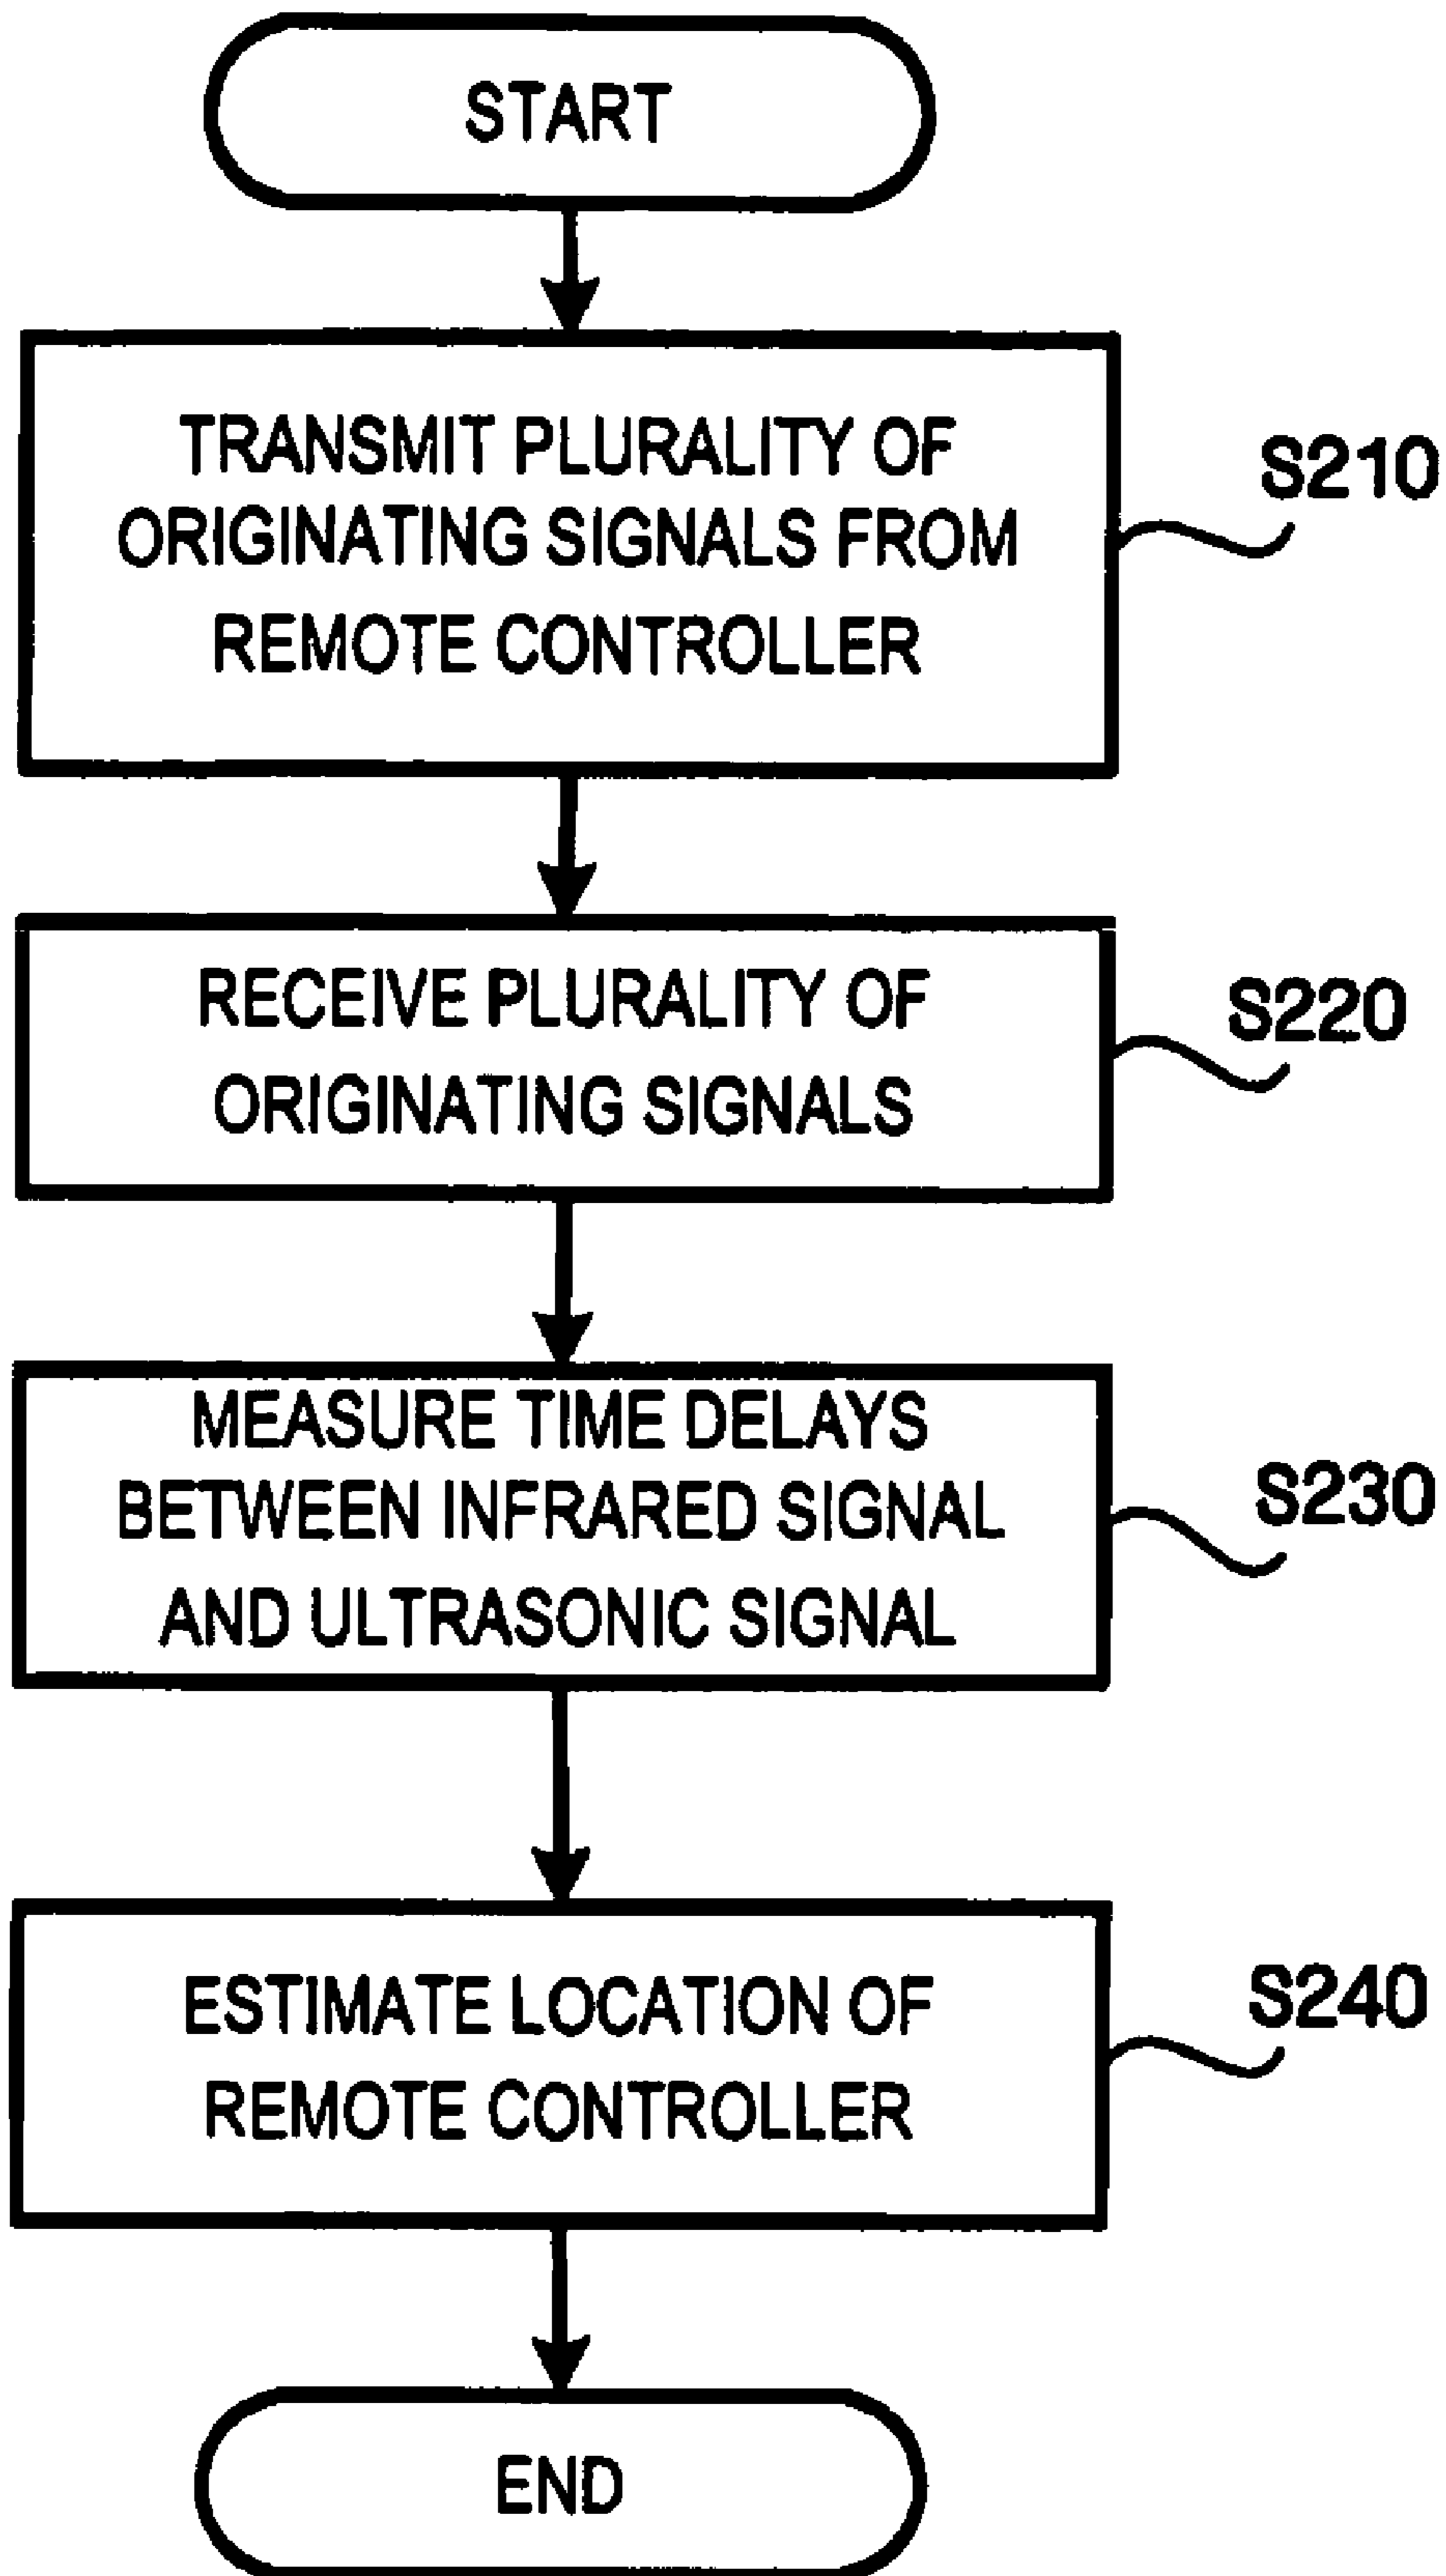 START
TRANSMIT PLURALITY OF
ORIGINATING SIGNALS FROM
REMOTE CONTROLLER
S210
RECEIVE PLURALITY OF
ORIGINATING SIGNALS
S220
MEASURE TIME DELAYS
BETWEEN INFRARED SIGNAL
AND ULTRASONIC SIGNAL
S230
ESTIMATE LOCATION OF
REMOTE CONTROLLER
S240
END